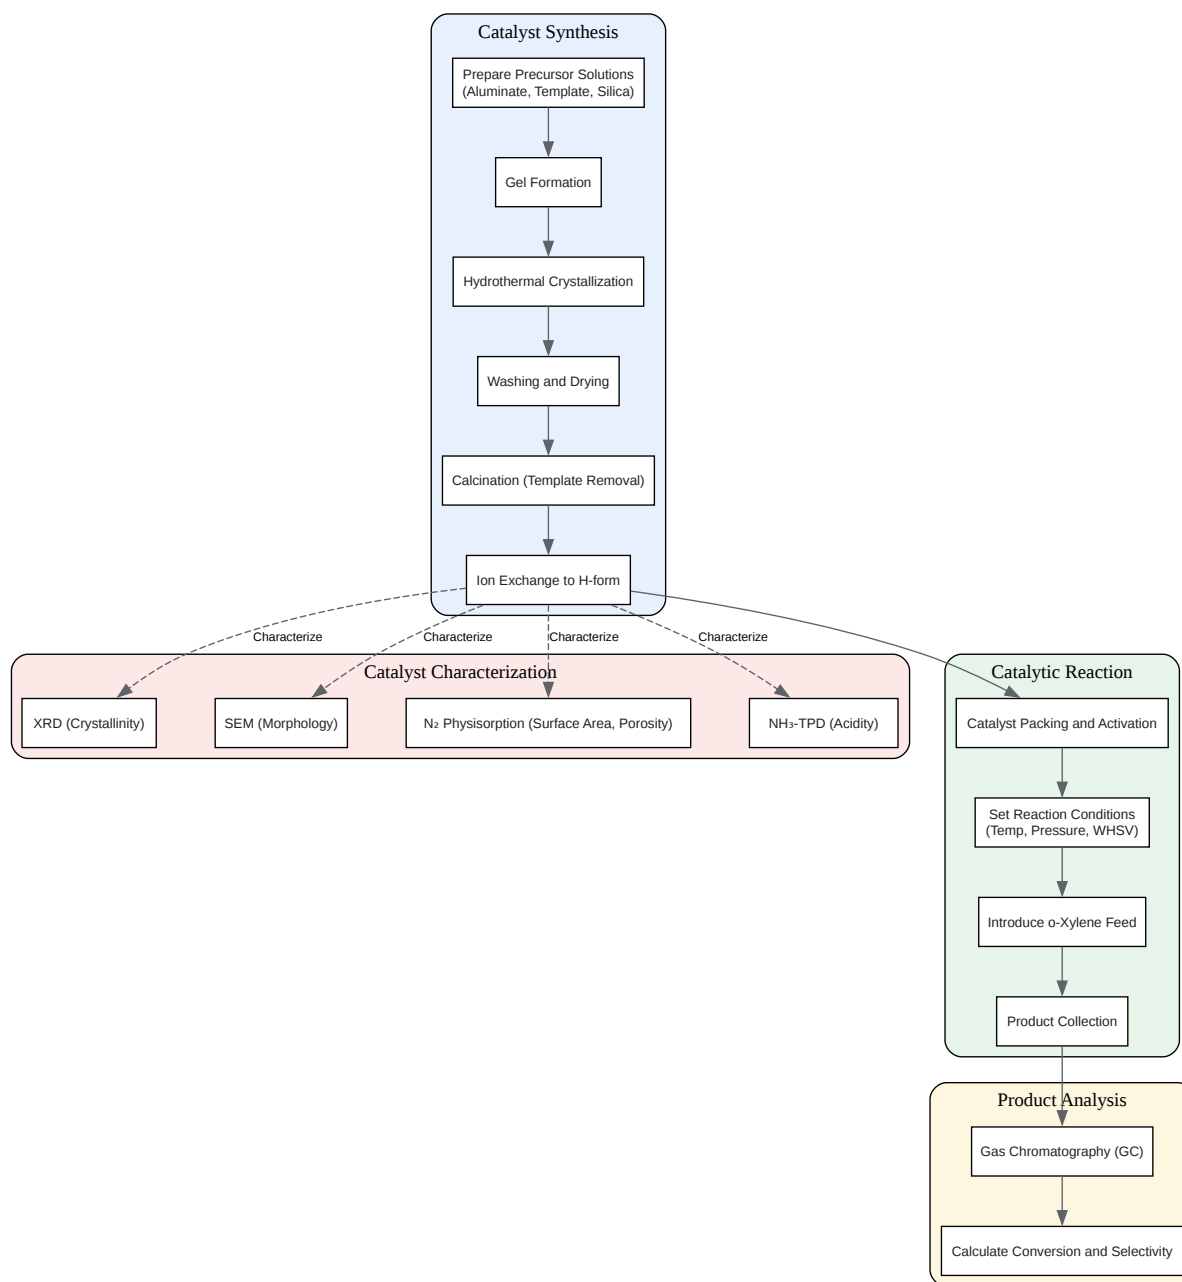 Catalyst Synthesis
Prepare Precursor Solutions
(Aluminate, Template, Silica)
Gel Formation
Hydrothermal Crystallization
Washing and Drying
Calcination (Template Removal)
Ion Exchange to H-form
Characterize
Characterize
Characterize
Characterize
Catalyst Characterization
XRD (Crystallinity)
SEM (Morphology)
N₂ Physisorption (Surface Area, Porosity)
NH₃-TPD (Acidity)
Catalytic Reaction
Catalyst Packing and Activation
Set Reaction Conditions
(Temp, Pressure, WHSV)
Introduce o-Xylene Feed
Product Collection
Product Analysis
Gas Chromatography (GC)
Calculate Conversion and Selectivity